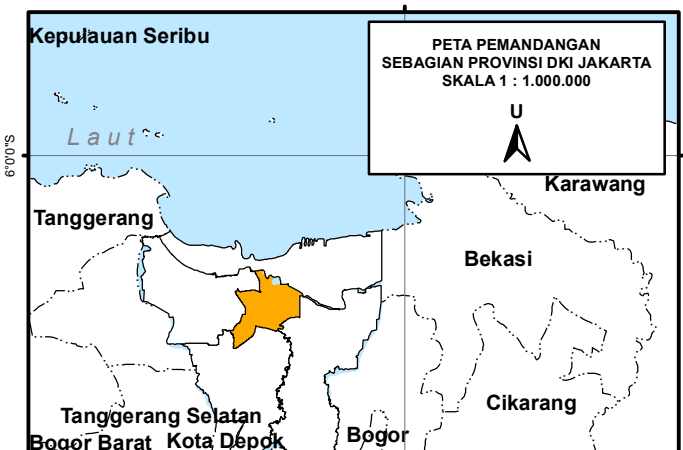 Kepulauan Seribu
PETA PEMANDANGAN
SEBAGIAN PROVINSI DKI JAKARTA
SKALA 1 : 1.000.000
U
Laut
6°0'0"S
Karawang
Tanggerang
Bekasi
Cikarang
Tanggerang Selatan
Bogor Barat
Kota Depok
Bogor